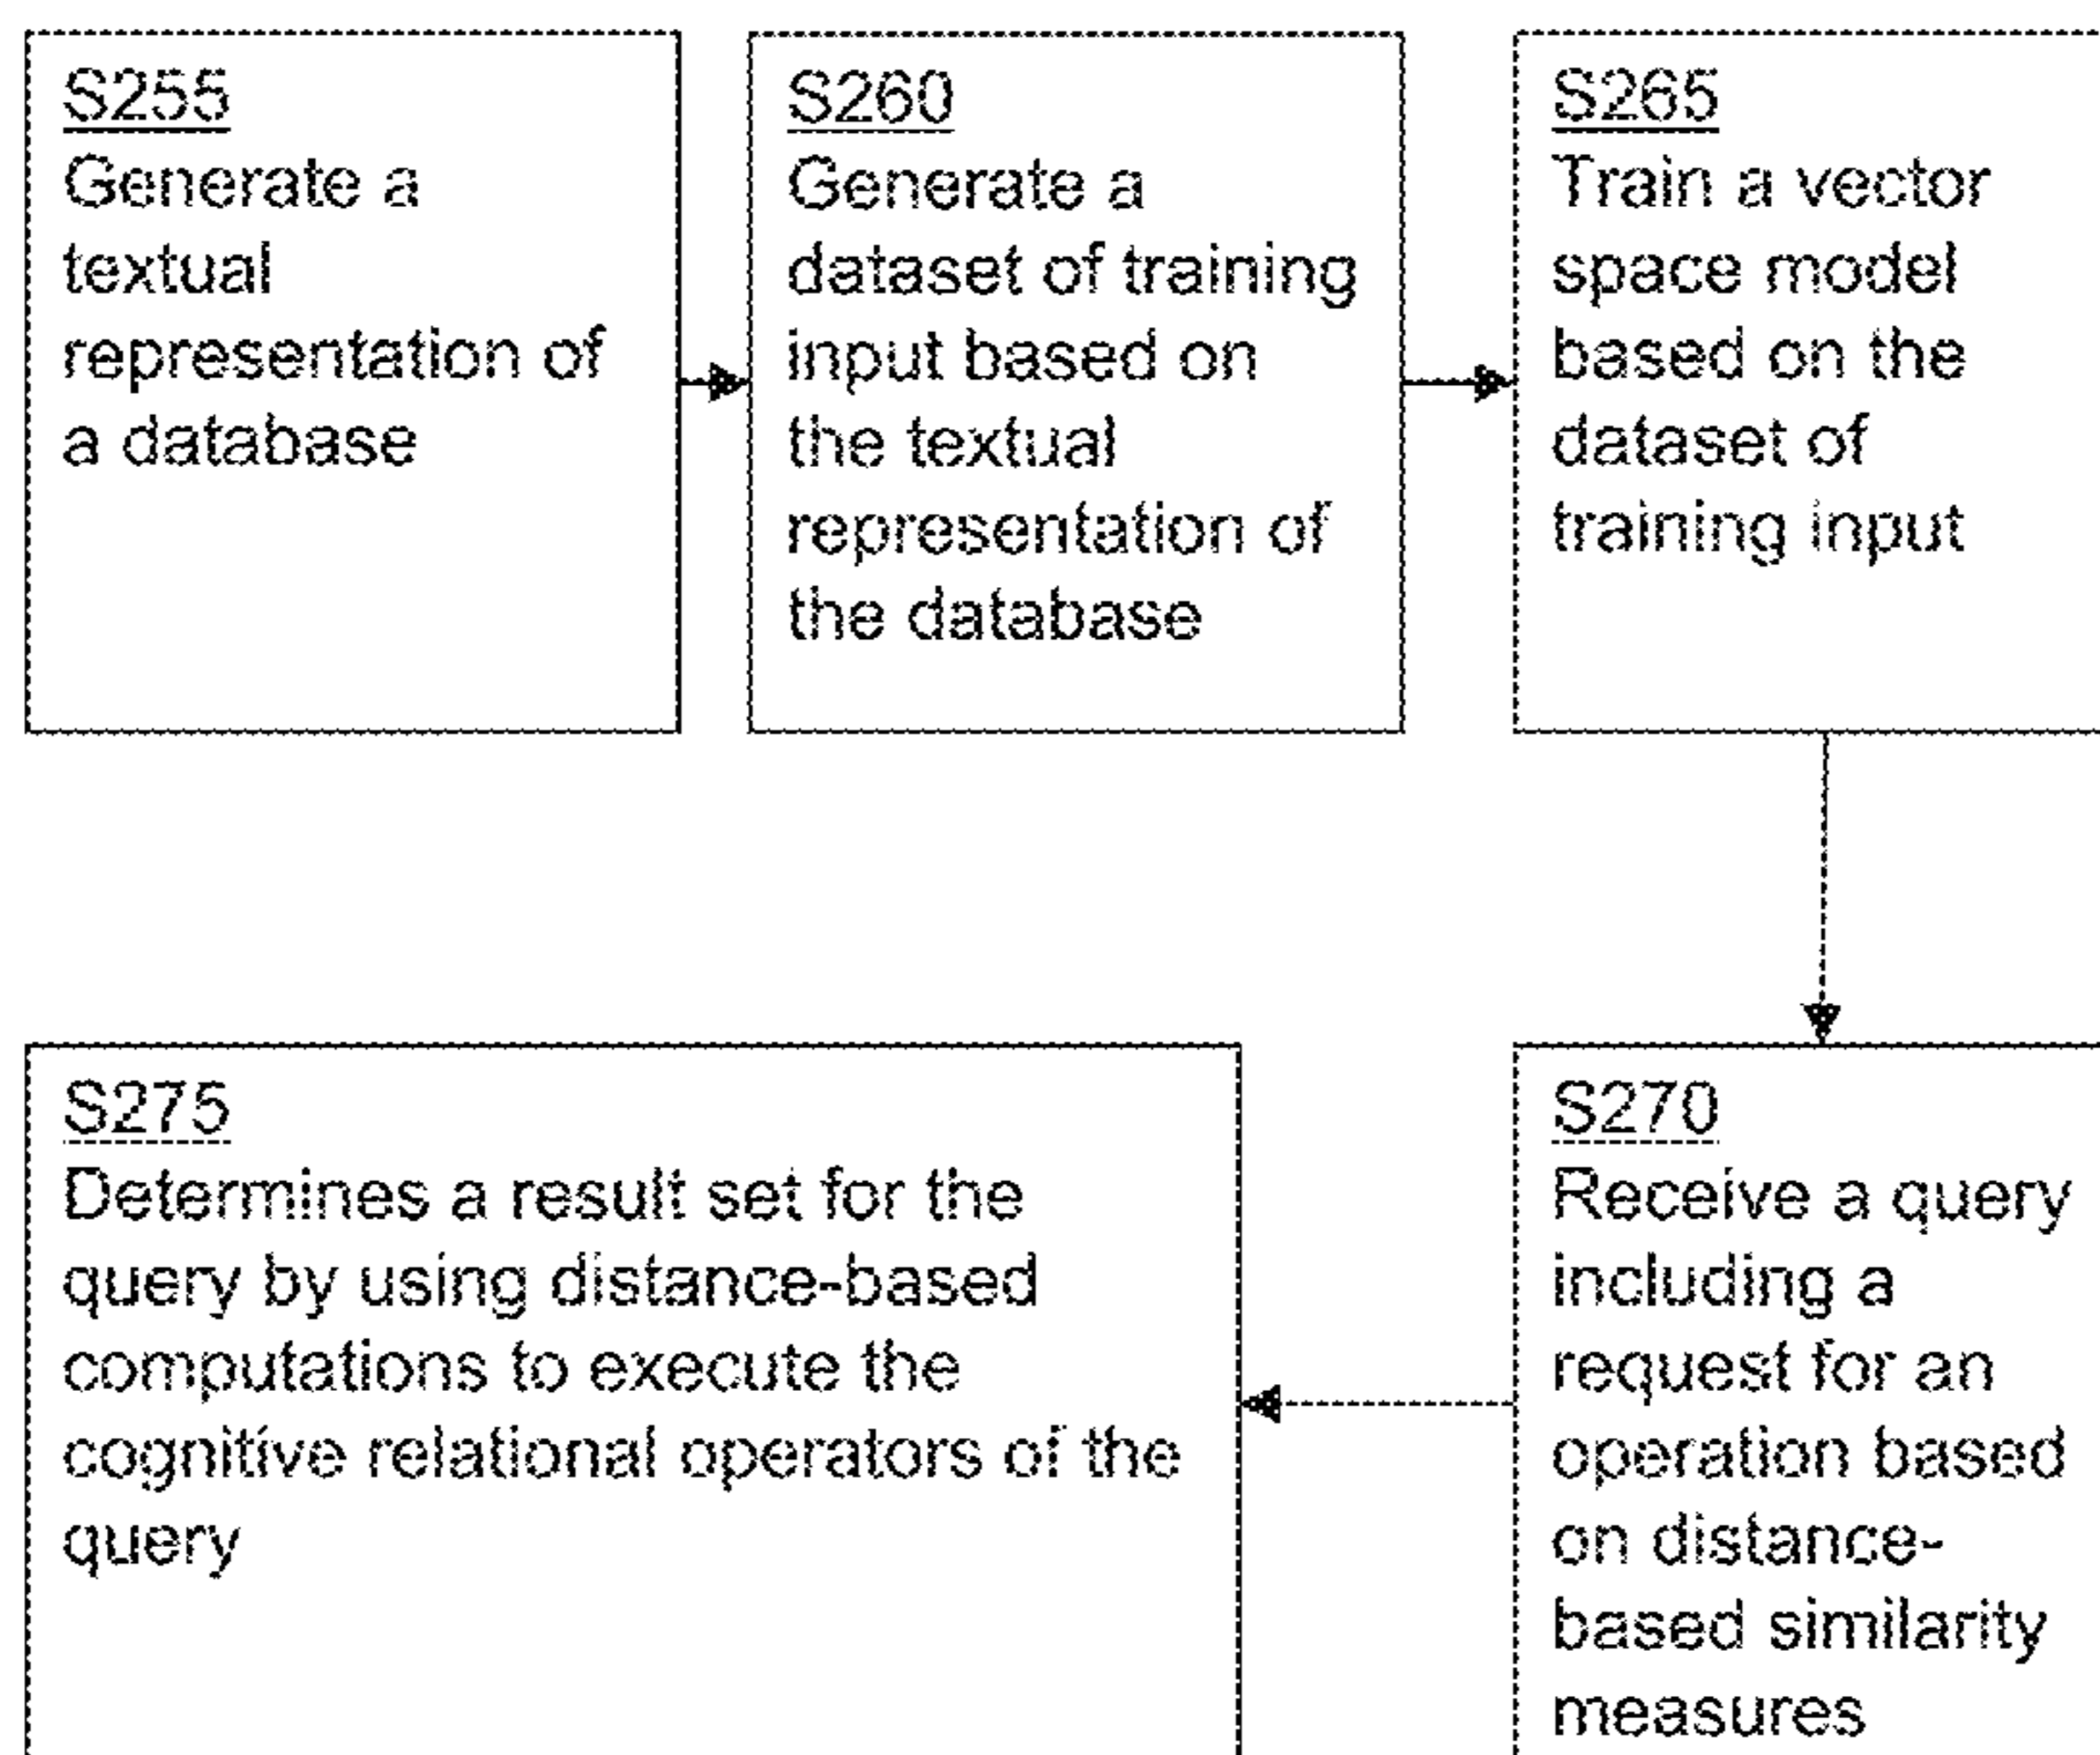 S255
Generate a
textual
representation of
a database
S260
Generate a
dataset of training
input based on
the textual
representation of
the database
S265
Train a vector
space model
based on the
dataset of
training input
S270
Receive a query
including a
request for an
operation based
on distance-
based similarity
measures
S275
Determines a result set for the
query by using distance-based
computations to execute the
cognitive relational operators of the
query